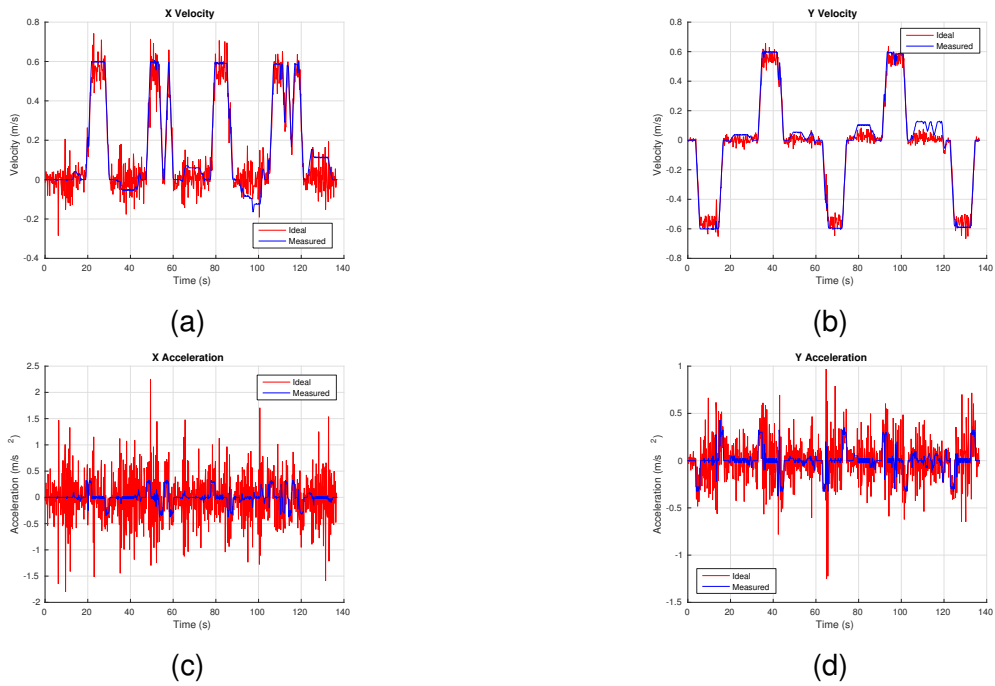 X Velocity
0.8
0.6
0.4
0.2
0
-0.2
-0.4
Velocity (m/s)
Ideal
Measured
0 20 40 60 80 100 120 140
Time (s)
(a)
Y Velocity
0.8
0.6
0.4
0.2
0
-0.2
-0.4
-0.6
-0.8
Velocity (m/s)
Ideal
Measured
0 20 40 60 80 100 120 140
Time (s)
(b)
X Acceleration
2.5
2
1.5
1
0.5
0
-0.5
-1
-1.5
-2
Acceleration (m/s ²)
Ideal
Measured
0 20 40 60 80 100 120 140
Time (s)
(c)
Y Acceleration
1
0.5
0
-0.5
-1
-1.5
Acceleration (m/s ²)
Ideal
Measured
0 20 40 60 80 100 120 140
Time (s)
(d)